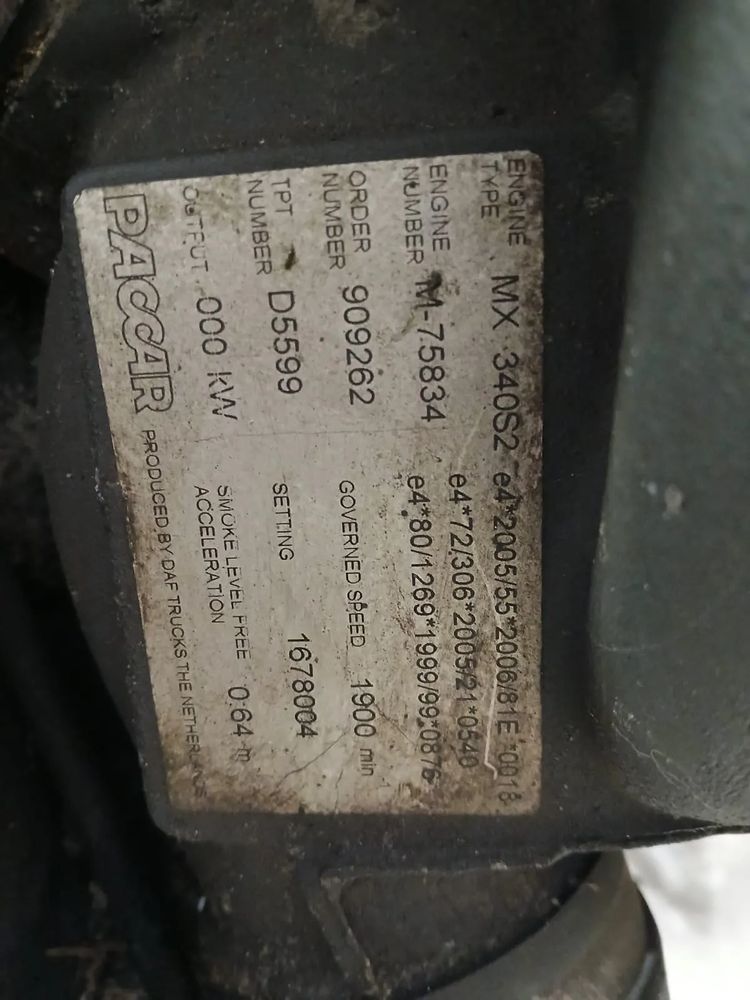 ENGINE TYPE MX 340S2 e4*2005/55*2006/81E*0018
e4*72/306*2005/21*0540
ENGINE NUMBER M-75834 e4*80/1269*1999/99*0876
ORDER NUMBER 909262 GOVERNED SPEED 1900 min
TPT NUMBER D5599 SETTING 1678004
OUTPUT 000 kW SMOKE LEVEL FREE ACCELERATION 0.64 m
PACCAR PRODUCED BY DAF TRUCKS THE NETHERLANDS